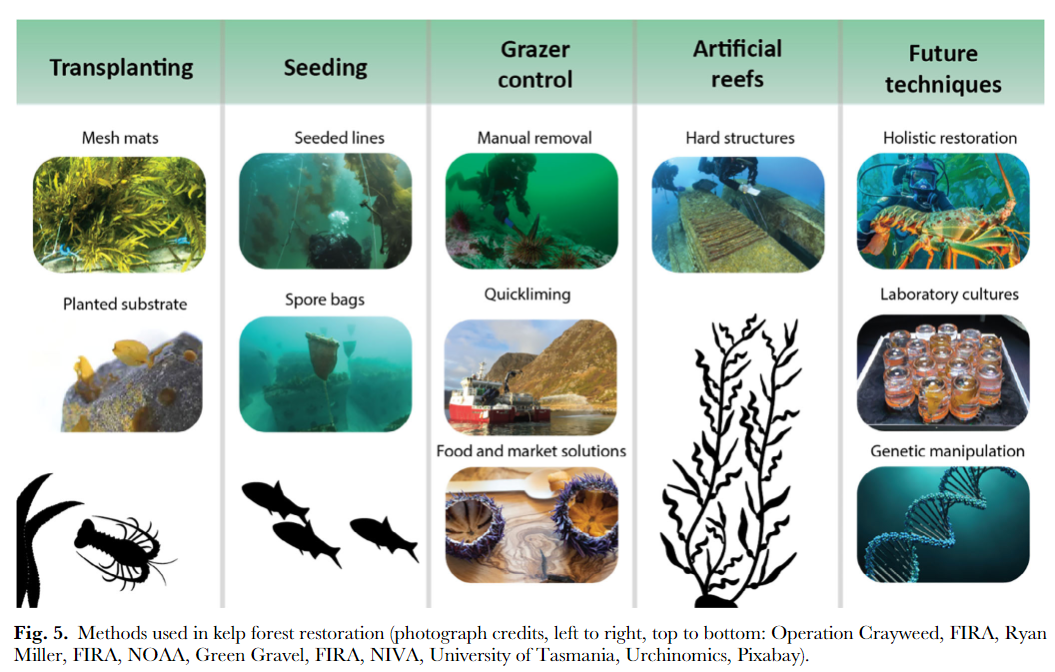 Transplanting
Seeding
Grazer
control
Artificial
reefs
Future
techniques
Mesh mats
Seeded lines
Manual removal
Hard structures
Holistic restoration
Planted substrate
Spore bags
Quickliming
Laboratory cultures
Food and market solutions
Genetic manipulation
Fig. 5. Methods used in kelp forest restoration (photograph credits, left to right, top to bottom: Operation Crayweed, FIRA, Ryan
Miller, FIRA, NOAA, Green Gravel, FIRA, NIVA, University of Tasmania, Urchinomics, Pixabay).